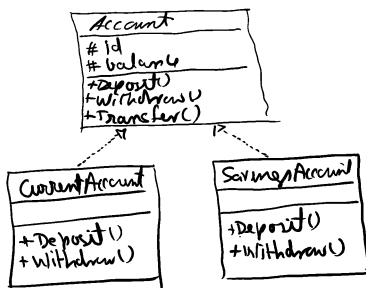 Account
# id
# balance
+Deposit()
+Withdraw()
+Transfer()
CurrentAccount
+Deposit()
+Withdraw()
SavingsAccount
+Deposit()
+Withdraw()